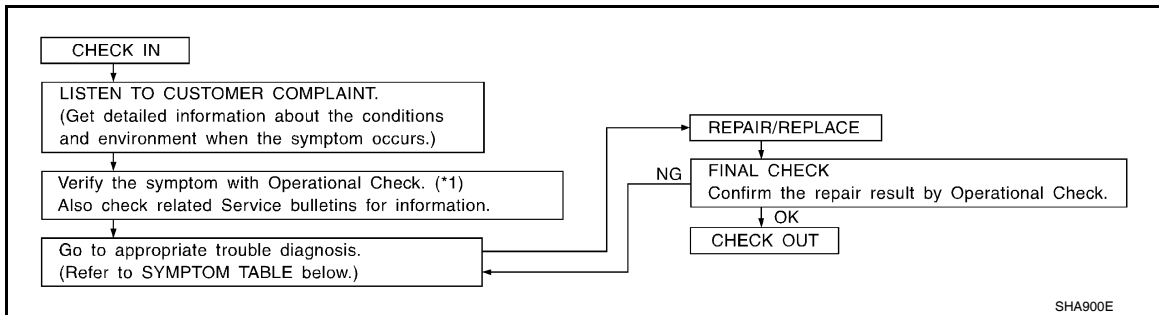 CHECK IN
LISTEN TO CUSTOMER COMPLAINT.
(Get detailed information about the conditions
and environment when the symptom occurs.)
Verify the symptom with Operational Check. (*1)
Also check related Service bulletins for information.
Go to appropriate trouble diagnosis.
(Refer to SYMPTOM TABLE below.)
REPAIR/REPLACE
NG
FINAL CHECK
Confirm the repair result by Operational Check.
OK
CHECK OUT
SHA900E